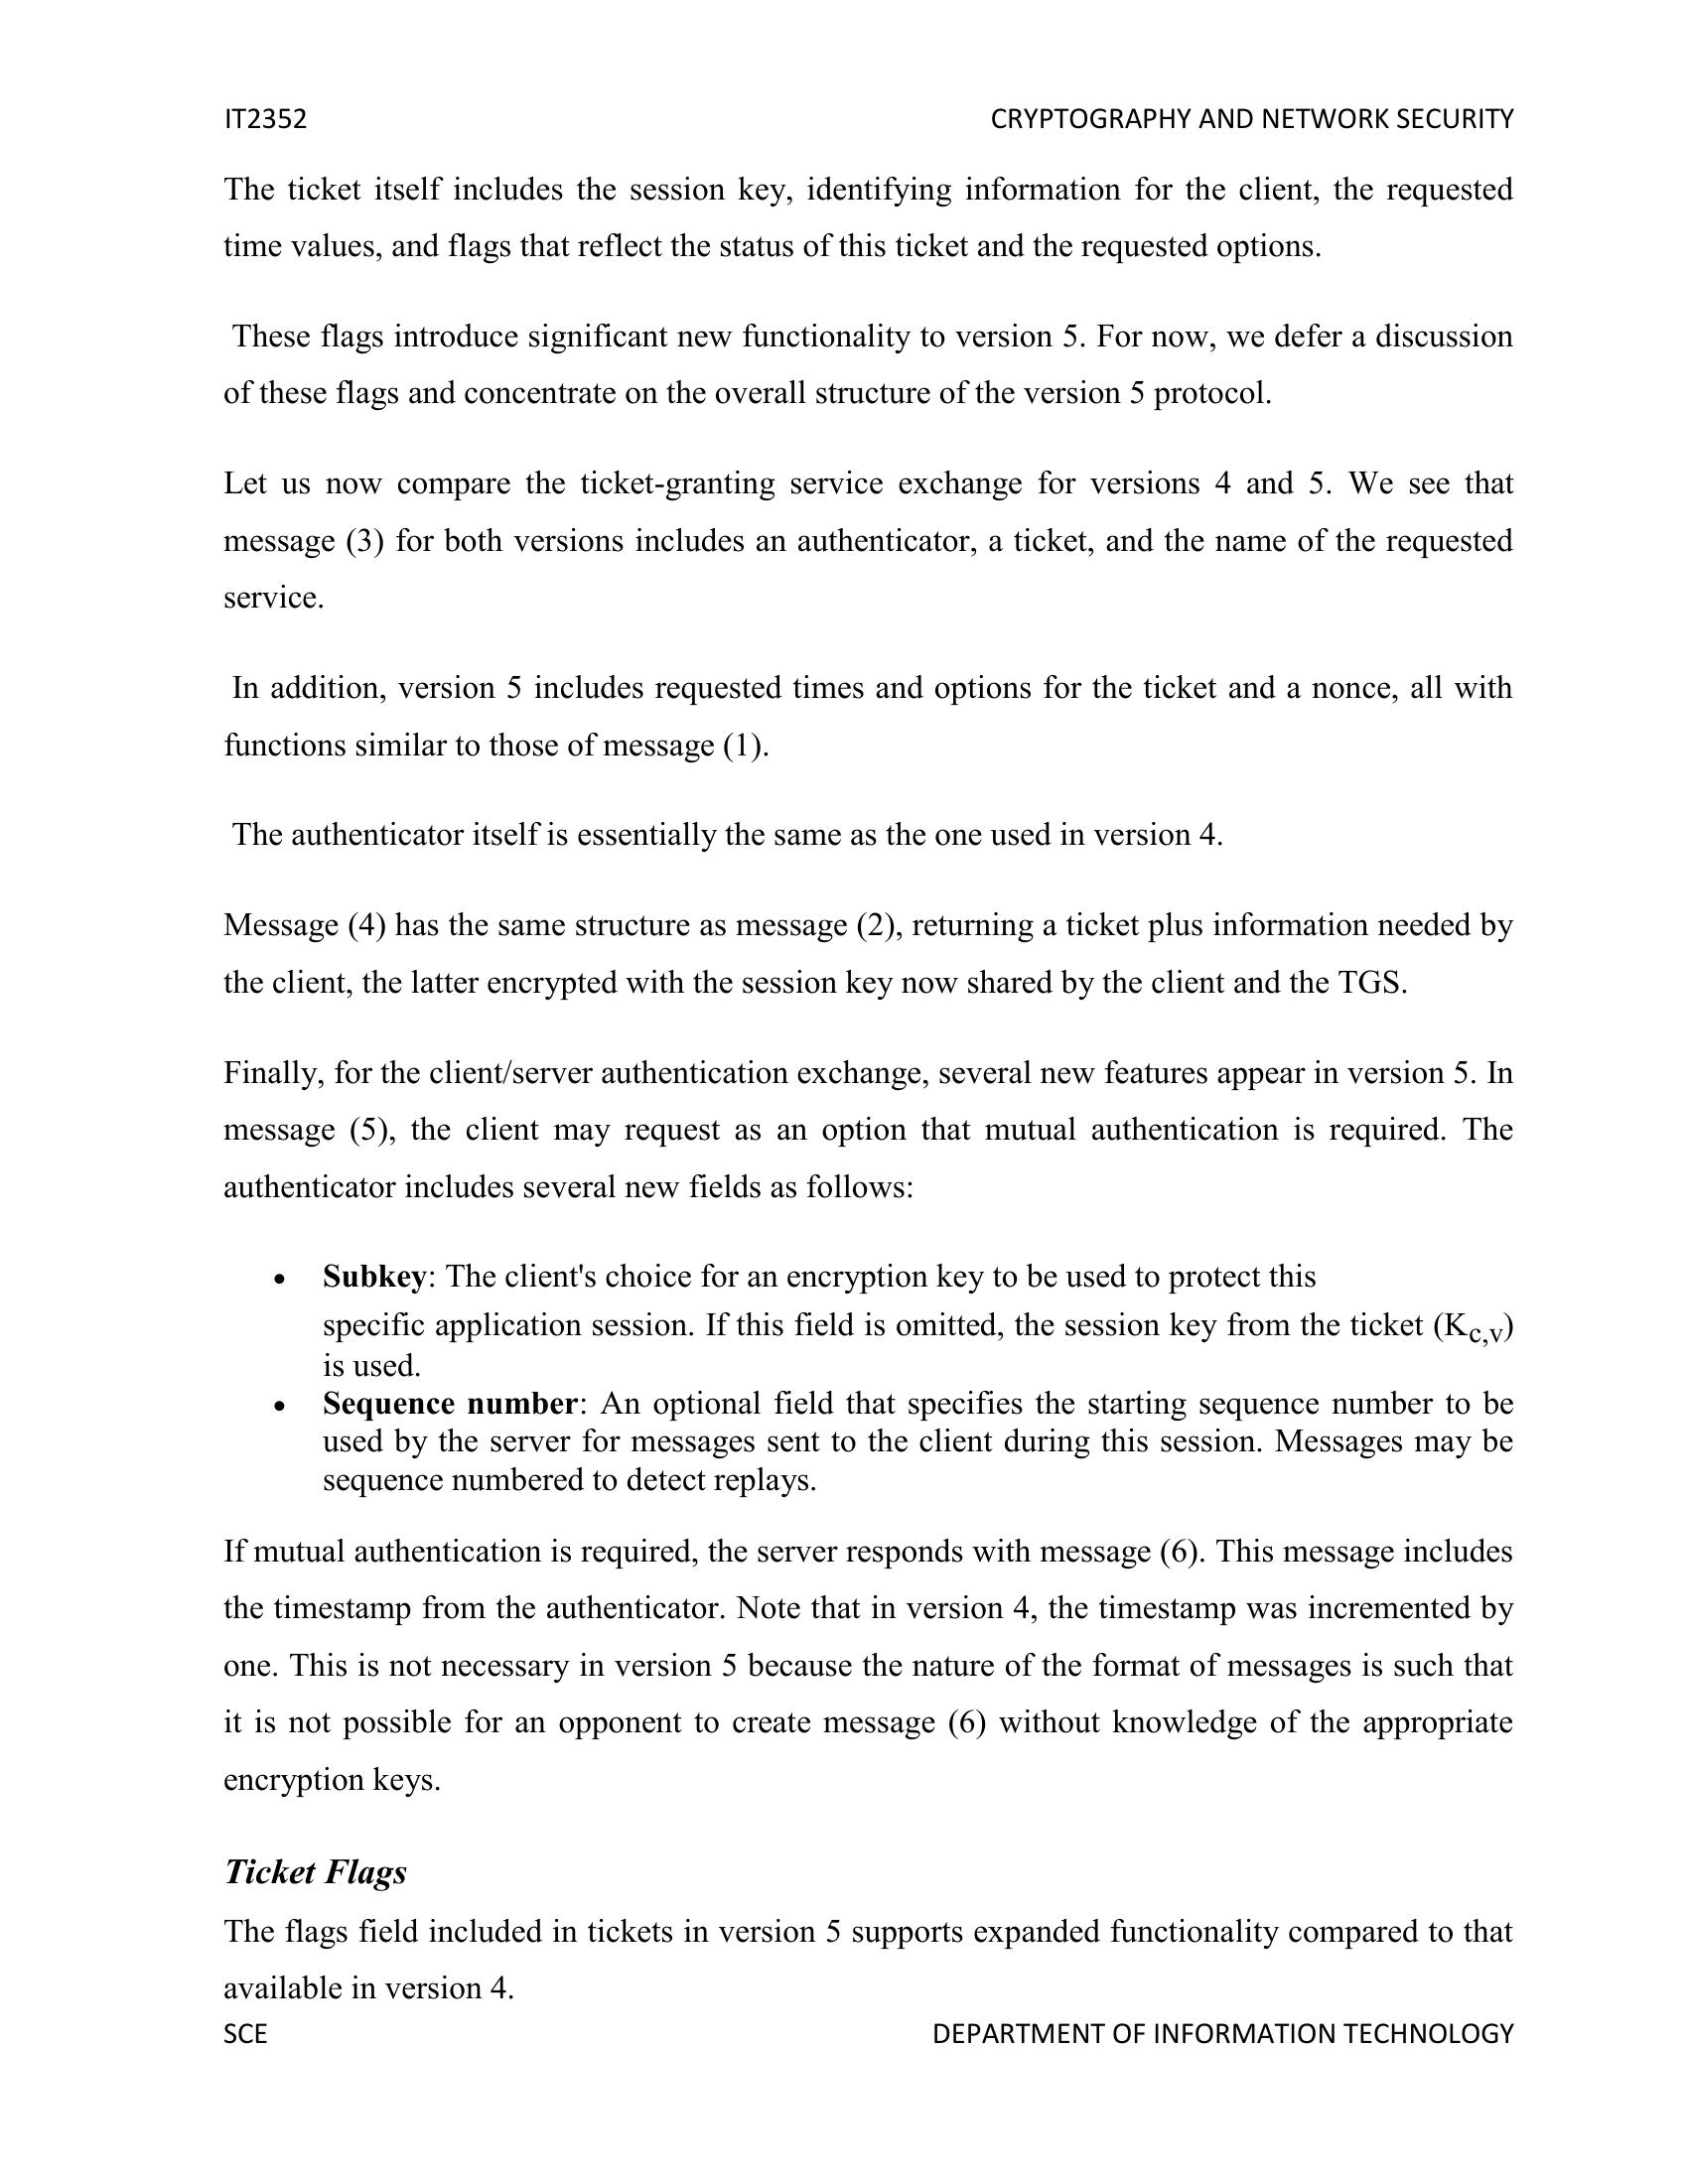 IT2352 CRYPTOGRAPHY AND NETWORK SECURITY
The ticket itself includes the session key, identifying information for the client, the requested
time values, and flags that reflect the status of this ticket and the requested options.
These flags introduce significant new functionality to version 5. For now, we defer a discussion
of these flags and concentrate on the overall structure of the version 5 protocol.
Let us now compare the ticket-granting service exchange for versions 4 and 5. We see that
message (3) for both versions includes an authenticator, a ticket, and the name of the requested
service.
In addition, version 5 includes requested times and options for the ticket and a nonce, all with
functions similar to those of message (1).
The authenticator itself is essentially the same as the one used in version 4.
Message (4) has the same structure as message (2), returning a ticket plus information needed by
the client, the latter encrypted with the session key now shared by the client and the TGS.
Finally, for the client/server authentication exchange, several new features appear in version 5. In
message (5), the client may request as an option that mutual authentication is required. The
authenticator includes several new fields as follows:
• Subkey: The client's choice for an encryption key to be used to protect this
specific application session. If this field is omitted, the session key from the ticket (Kc,v)
is used.
• Sequence number: An optional field that specifies the starting sequence number to be
used by the server for messages sent to the client during this session. Messages may be
sequence numbered to detect replays.
If mutual authentication is required, the server responds with message (6). This message includes
the timestamp from the authenticator. Note that in version 4, the timestamp was incremented by
one. This is not necessary in version 5 because the nature of the format of messages is such that
it is not possible for an opponent to create message (6) without knowledge of the appropriate
encryption keys.
Ticket Flags
The flags field included in tickets in version 5 supports expanded functionality compared to that
available in version 4.
SCE DEPARTMENT OF INFORMATION TECHNOLOGY